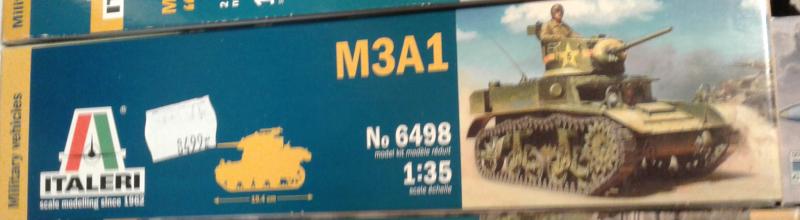 Military vehicles
ITALERI
scale modelling since 1962
M3A1
No 6498
model kit modèle réduit
1:35
scale échelle